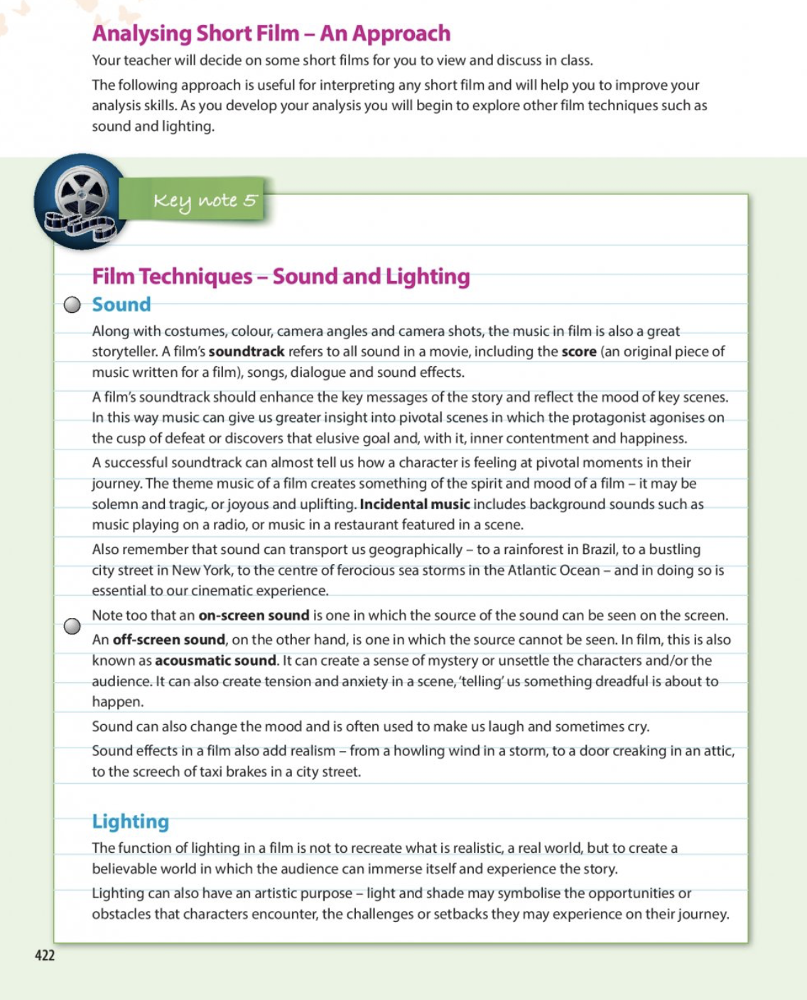 Analysing Short Film – An Approach
Your teacher will decide on some short films for you to view and discuss in class.
The following approach is useful for interpreting any short film and will help you to improve your
analysis skills. As you develop your analysis you will begin to explore other film techniques such as
sound and lighting.
Key note 5
Film Techniques – Sound and Lighting
Sound
Along with costumes, colour, camera angles and camera shots, the music in film is also a great
storyteller. A film’s soundtrack refers to all sound in a movie, including the score (an original piece of
music written for a film), songs, dialogue and sound effects.
A film’s soundtrack should enhance the key messages of the story and reflect the mood of key scenes.
In this way music can give us greater insight into pivotal scenes in which the protagonist agonises on
the cusp of defeat or discovers that elusive goal and, with it, inner contentment and happiness.
A successful soundtrack can almost tell us how a character is feeling at pivotal moments in their
journey. The theme music of a film creates something of the spirit and mood of a film – it may be
solemn and tragic, or joyous and uplifting. Incidental music includes background sounds such as
music playing on a radio, or music in a restaurant featured in a scene.
Also remember that sound can transport us geographically – to a rainforest in Brazil, to a bustling
city street in New York, to the centre of ferocious sea storms in the Atlantic Ocean – and in doing so is
essential to our cinematic experience.
Note too that an on-screen sound is one in which the source of the sound can be seen on the screen.
An off-screen sound, on the other hand, is one in which the source cannot be seen. In film, this is also
known as acousmatic sound. It can create a sense of mystery or unsettle the characters and/or the
audience. It can also create tension and anxiety in a scene, ‘telling’ us something dreadful is about to
happen.
Sound can also change the mood and is often used to make us laugh and sometimes cry.
Sound effects in a film also add realism – from a howling wind in a storm, to a door creaking in an attic,
to the screech of taxi brakes in a city street.
Lighting
The function of lighting in a film is not to recreate what is realistic, a real world, but to create a
believable world in which the audience can immerse itself and experience the story.
Lighting can also have an artistic purpose – light and shade may symbolise the opportunities or
obstacles that characters encounter, the challenges or setbacks they may experience on their journey.
422